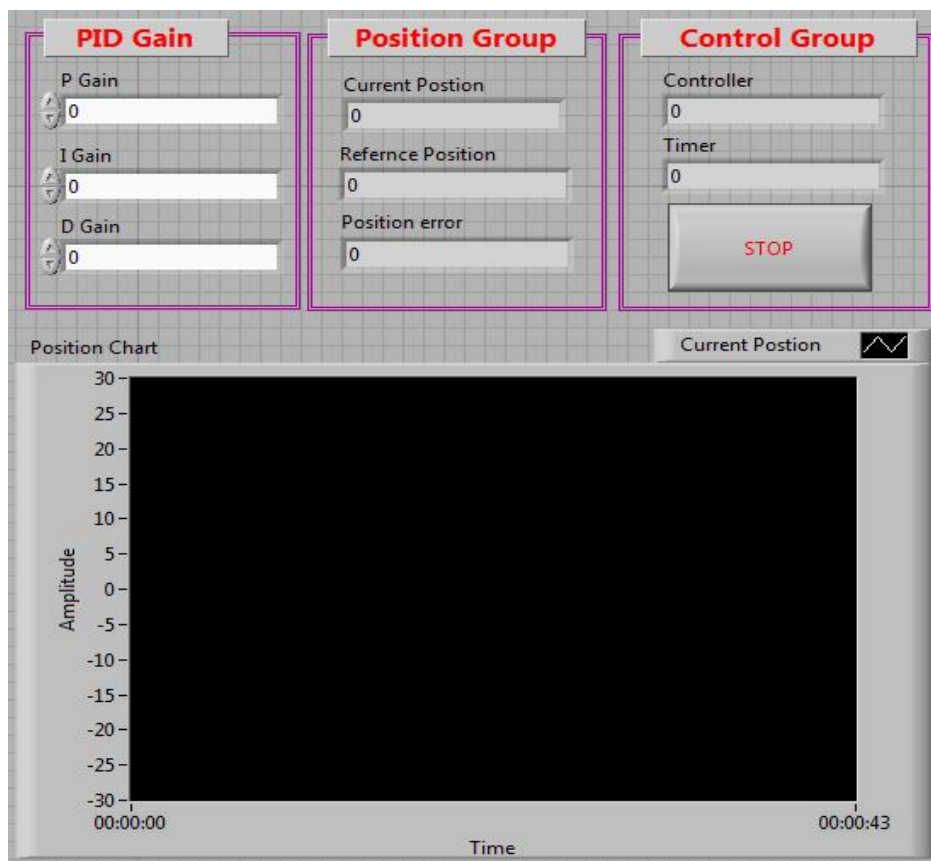 PID Gain
P Gain
0
I Gain
0
D Gain
0
Position Group
Current Postion
0
Refernce Position
0
Position error
0
Control Group
Controller
0
Timer
0
STOP
Position Chart
Current Postion
30
25
20
15
10
5
0
-5
-10
-15
-20
-25
-30
Amplitude
00:00:00
00:00:43
Time